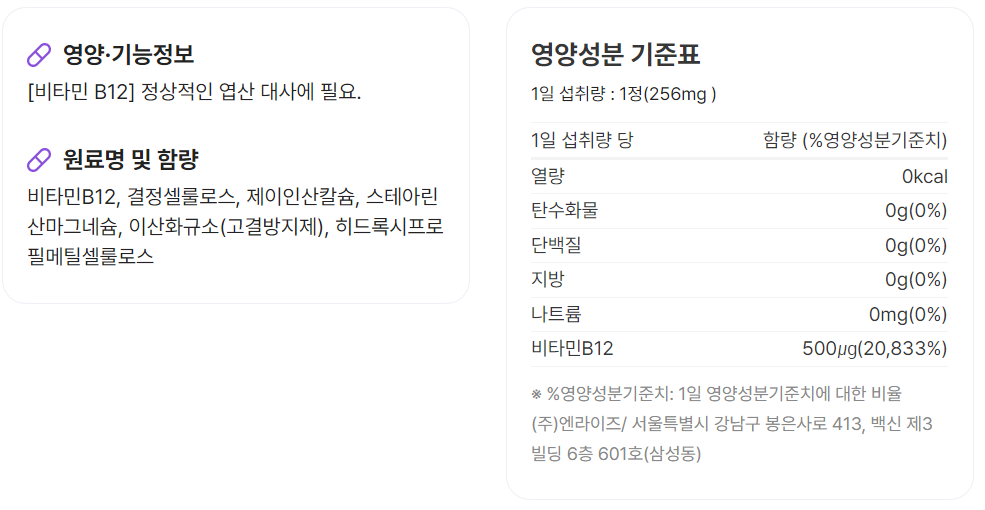 영양·기능정보
[비타민 B12] 정상적인 엽산 대사에 필요.
원료명 및 함량
비타민B12, 결정셀룰로스, 제이인산칼슘, 스테아린
산마그네슘, 이산화규소(고결방지제), 히드록시프로
필메틸셀룰로스
영양성분 기준표
1일 섭취량 : 1정(256mg )
1일 섭취량 당 함량 (%영양성분기준치)
열량 0kcal
탄수화물 0g(0%)
단백질 0g(0%)
지방 0g(0%)
나트륨 0mg(0%)
비타민B12 500㎍(20,833%)
※ %영양성분기준치: 1일 영양성분기준치에 대한 비율
(주)엔라이즈/ 서울특별시 강남구 봉은사로 413, 백신 제3
빌딩 6층 601호(삼성동)